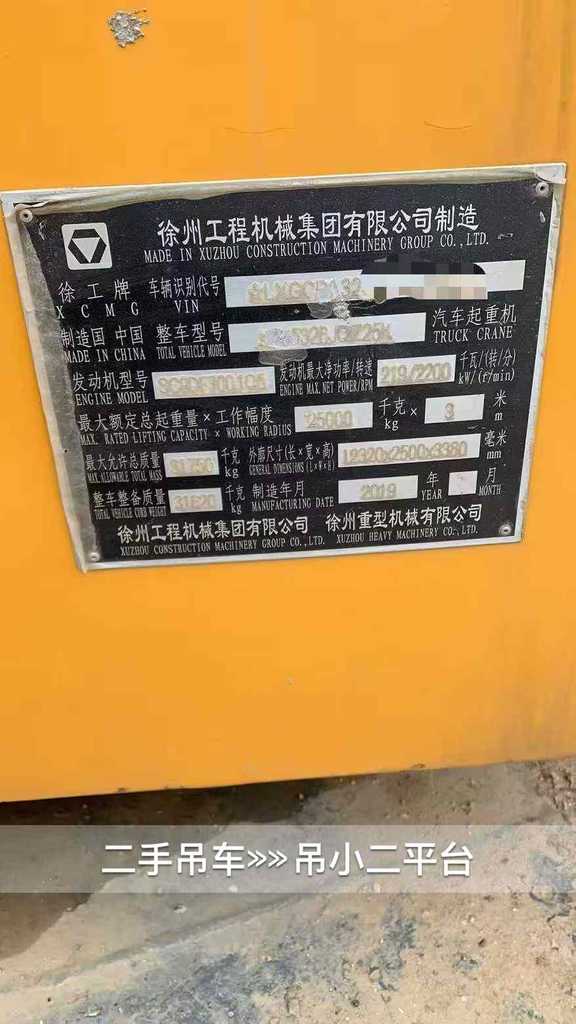 徐州工程机械集团有限公司制造
MADE IN XUZHOU CONSTRUCTION MACHINERY GROUP CO.,LTD.
徐工牌 车辆识别代号
XCMG VIN
制造国 中国 整车型号 汽车起重机
MADE IN CHINA TOTAL VEHICLE MODEL TRUCK CRANE
发动机型号 发动机最大净功率/转速 219/2200 千瓦/(转/分)
ENGINE MODEL ENGINE MAX.NET POWER/RPM kW/(r/min)
最大额定总起重量×工作幅度 25000 千克 × 3 米
MAX. RATED LIFTING CAPACITY × WORKING RADIUS kg m
最大允许总质量 31750 千克 外廓尺寸(长×宽×高) 12320x2500x3380 毫米
MAX.ALLOWABLE TOTAL MASS kg GENERAL DIMENSIONS (L×W×H) mm
整车整备质量 31620 千克 制造年月 2019 年 月
TOTAL VEHICLE CURB WEIGHT kg MANUFACTURING DATE YEAR MONTH
徐州工程机械集团有限公司 徐州重型机械有限公司
XUZHOU CONSTRUCTION MACHINERY GROUP CO.,LTD. XUZHOU HEAVY MACHINERY CO.,LTD.
二手吊车»»吊小二平台